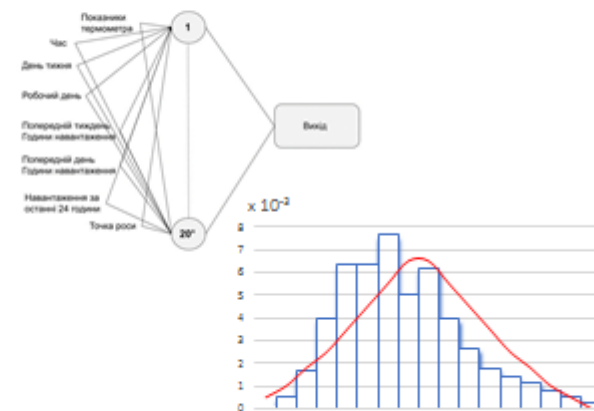 Показники
термометра
Час
День тижня
Робочий день
Попередній тиждень
Години навантаження
Попередній день
Години навантаження
Навантаження за
останні 24 години
Точка роси
1
20"
Вихід
x 10⁻³
8
7
6
5
4
3
2
1
0